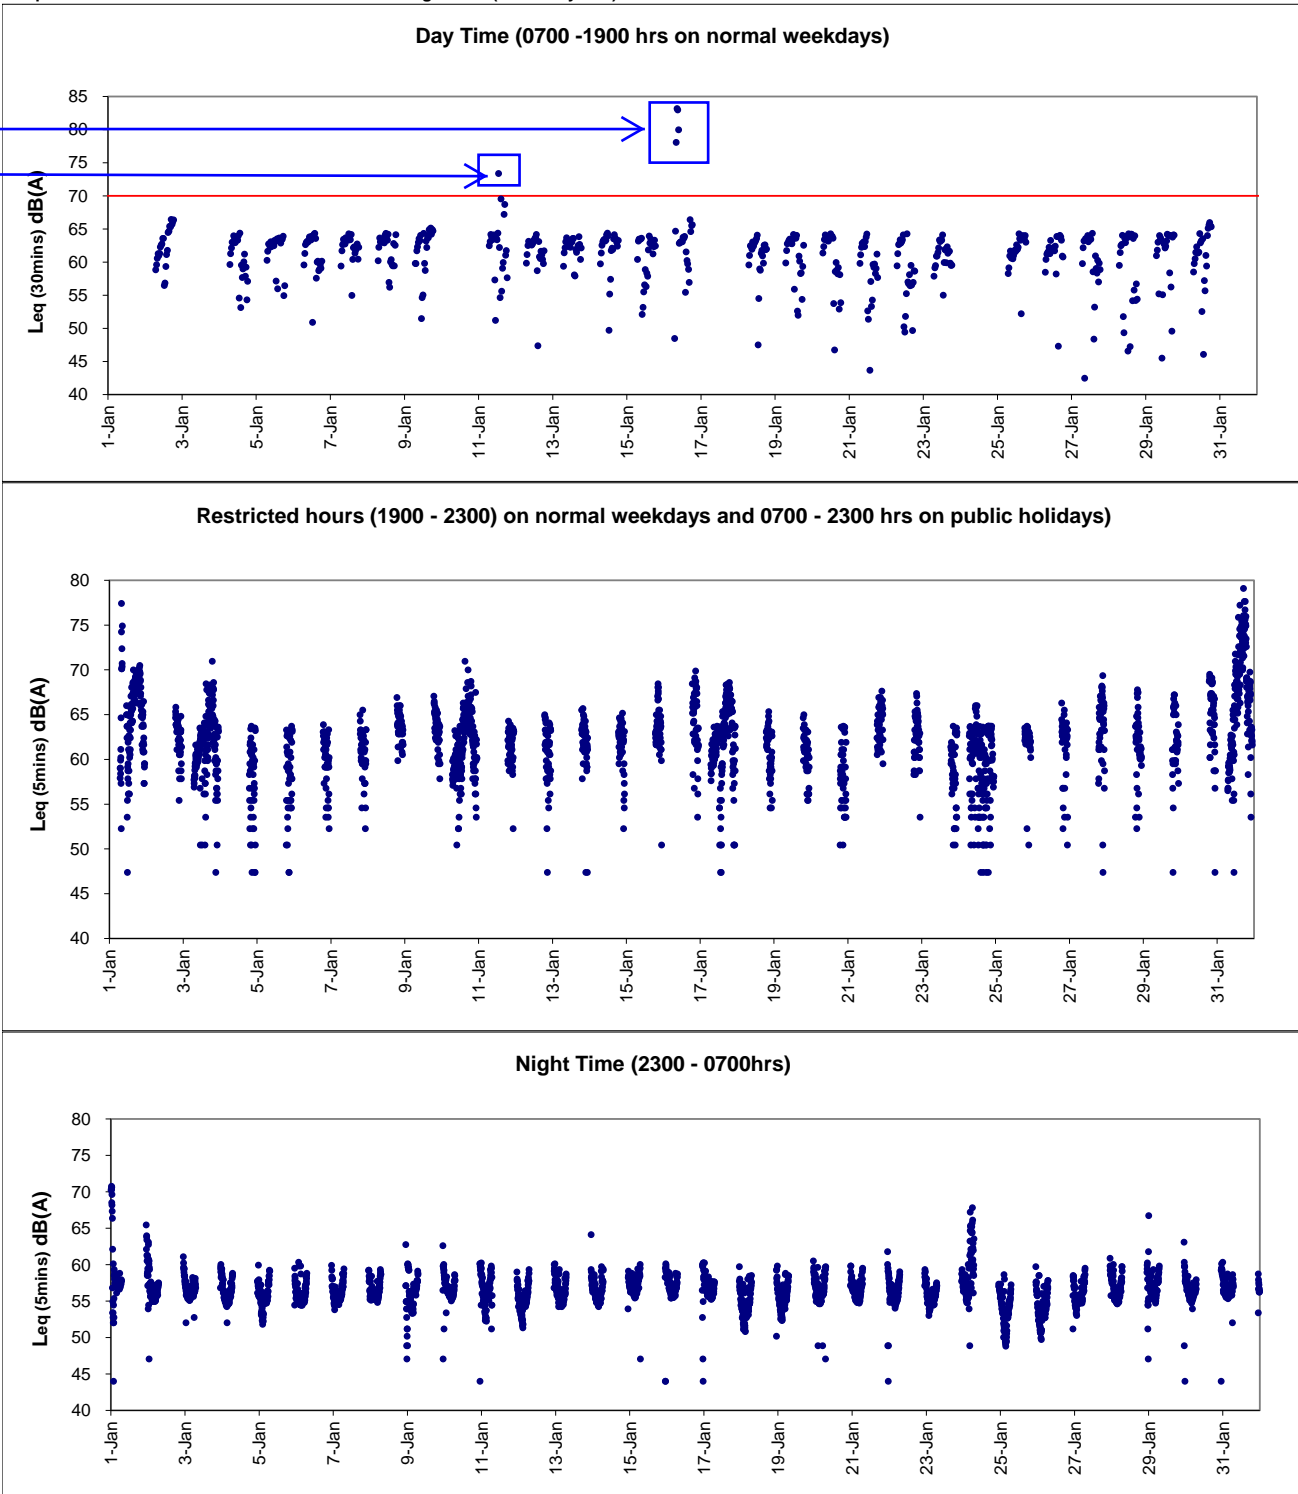 Day Time (0700 -1900 hrs on normal weekdays)
Leq (30mins) dB(A)
85
80
75
70
65
60
55
50
45
40
1-Jan
3-Jan
5-Jan
7-Jan
9-Jan
11-Jan
13-Jan
15-Jan
17-Jan
19-Jan
21-Jan
23-Jan
25-Jan
27-Jan
29-Jan
31-Jan
Restricted hours (1900 - 2300) on normal weekdays and 0700 - 2300 hrs on public holidays)
Leq (5mins) dB(A)
80
75
70
65
60
55
50
45
40
1-Jan
3-Jan
5-Jan
7-Jan
9-Jan
11-Jan
13-Jan
15-Jan
17-Jan
19-Jan
21-Jan
23-Jan
25-Jan
27-Jan
29-Jan
31-Jan
Night Time (2300 - 0700hrs)
Leq (5mins) dB(A)
80
75
70
65
60
55
50
45
40
1-Jan
3-Jan
5-Jan
7-Jan
9-Jan
11-Jan
13-Jan
15-Jan
17-Jan
19-Jan
21-Jan
23-Jan
25-Jan
27-Jan
29-Jan
31-Jan